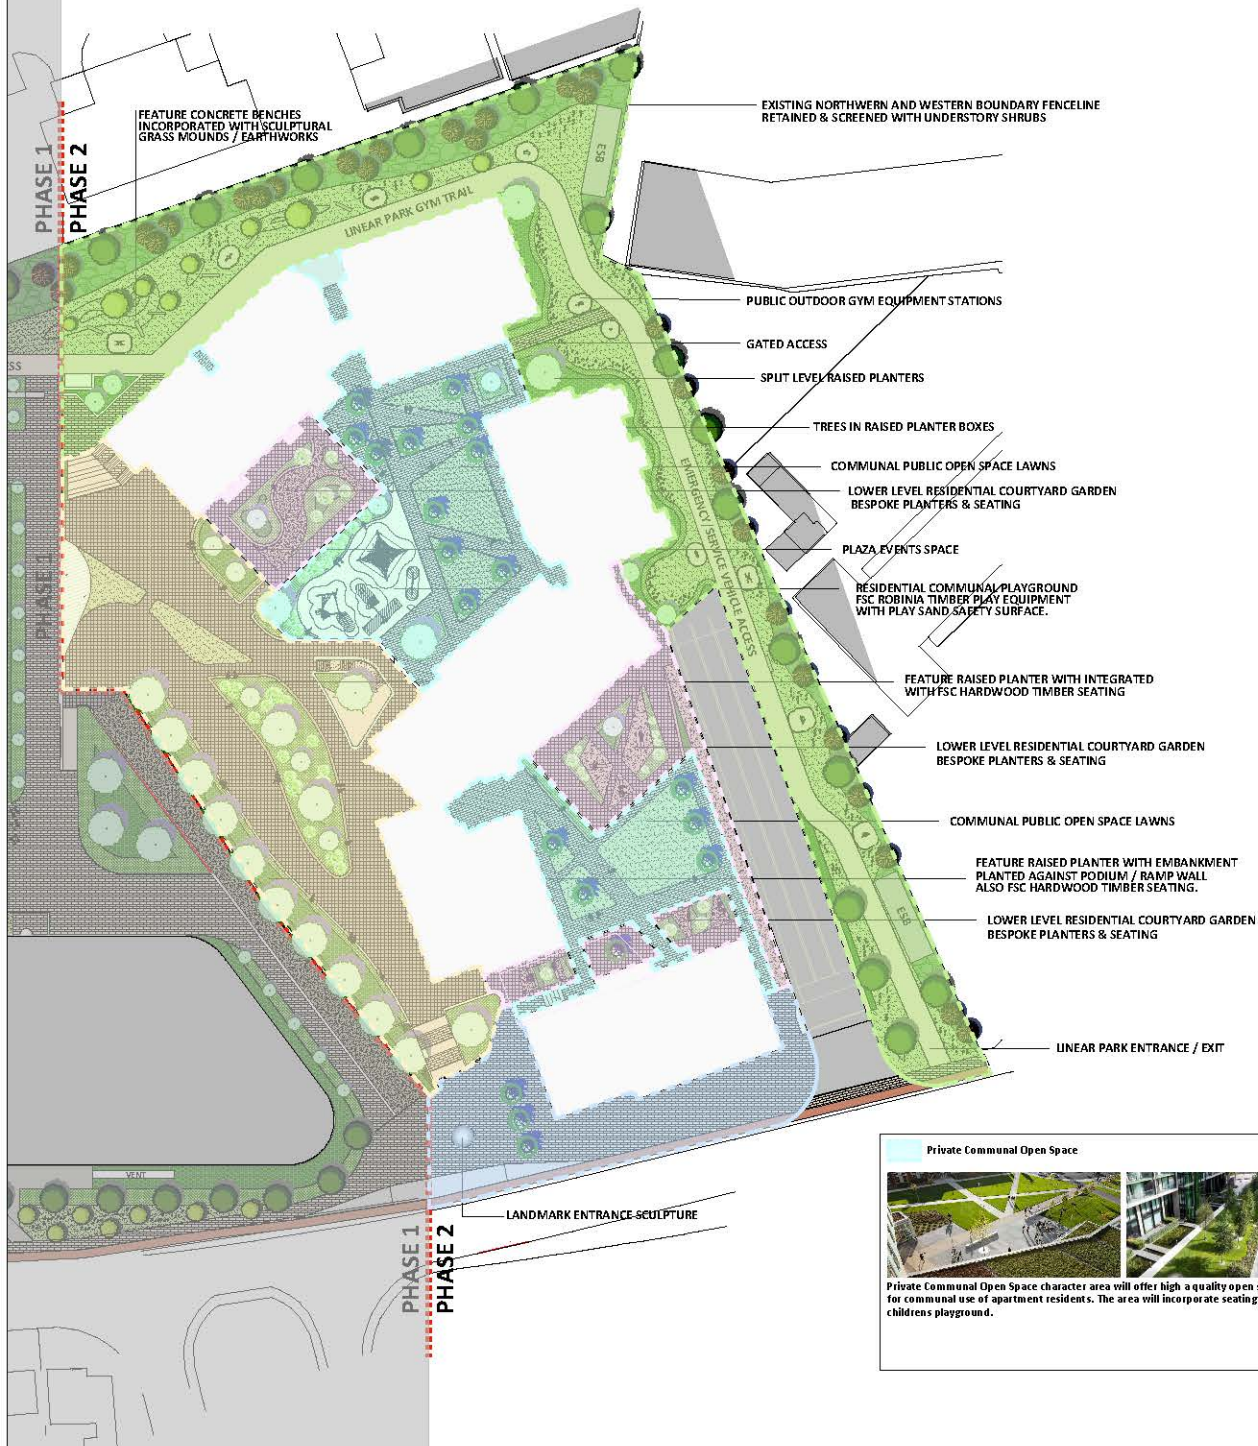 EXISTING NORTHWERN AND WESTERN BOUNDARY FENCELINE
RETAINED & SCREENED WITH UNDERSTORY SHRUBS
FEATURE CONCRETE BENCHES
INCORPORATED WITH SCULPTURAL
GRASS MOUNDS / EARTHWORKS
PHASE 1
PHASE 2
ESB
LINEAR PARK GYM TRAIL
PUBLIC OUTDOOR GYM EQUIPMENT STATIONS
GATED ACCESS
SPLIT LEVEL RAISED PLANTERS
TREES IN RAISED PLANTER BOXES
COMMUNAL PUBLIC OPEN SPACE LAWNS
LOWER LEVEL RESIDENTIAL COURTYARD GARDEN
BESPOKE PLANTERS & SEATING
PLAZA EVENTS SPACE
EMERGENCY/SERVICE VEHICLE ACCESS
RESIDENTIAL COMMUNAL PLAYGROUND
FSC ROBINIA TIMBER PLAY EQUIPMENT
WITH PLAY SAND SAFETY SURFACE.
PHASE 1
FEATURE RAISED PLANTER WITH INTEGRATED
WITH FSC HARDWOOD TIMBER SEATING
LOWER LEVEL RESIDENTIAL COURTYARD GARDEN
BESPOKE PLANTERS & SEATING
COMMUNAL PUBLIC OPEN SPACE LAWNS
FEATURE RAISED PLANTER WITH EMBANKMENT
PLANTED AGAINST PODIUM / RAMP WALL
ALSO FSC HARDWOOD TIMBER SEATING.
ESB
LOWER LEVEL RESIDENTIAL COURTYARD GARDEN
BESPOKE PLANTERS & SEATING
LINEAR PARK ENTRANCE / EXIT
VENT
LANDMARK ENTRANCE SCULPTURE
PHASE 1
PHASE 2
Private Communal Open Space
Private Communal Open Space character area will offer high a quality open
for communal use of apartment residents. The area will incorporate seating
childrens playground.